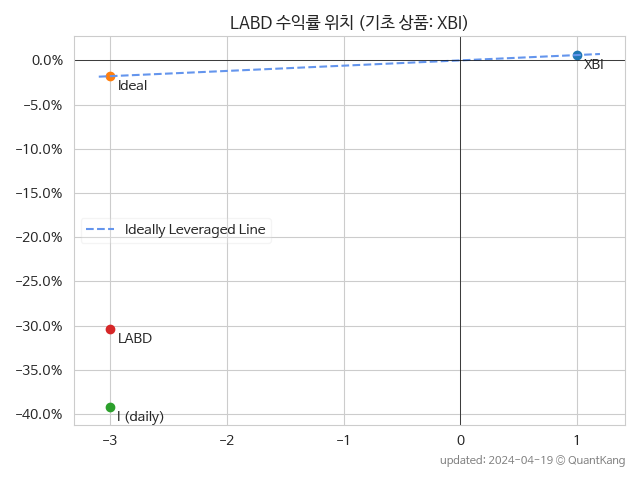 LABD 수익률 위치 (기초 상품: XBI)
0.0%
−5.0%
−10.0%
−15.0%
−20.0%
−25.0%
−30.0%
−35.0%
−40.0%
Ideal
XBI
Ideally Leveraged Line
LABD
I (daily)
−3
−2
−1
0
1
updated: 2024-04-19 © QuantKang